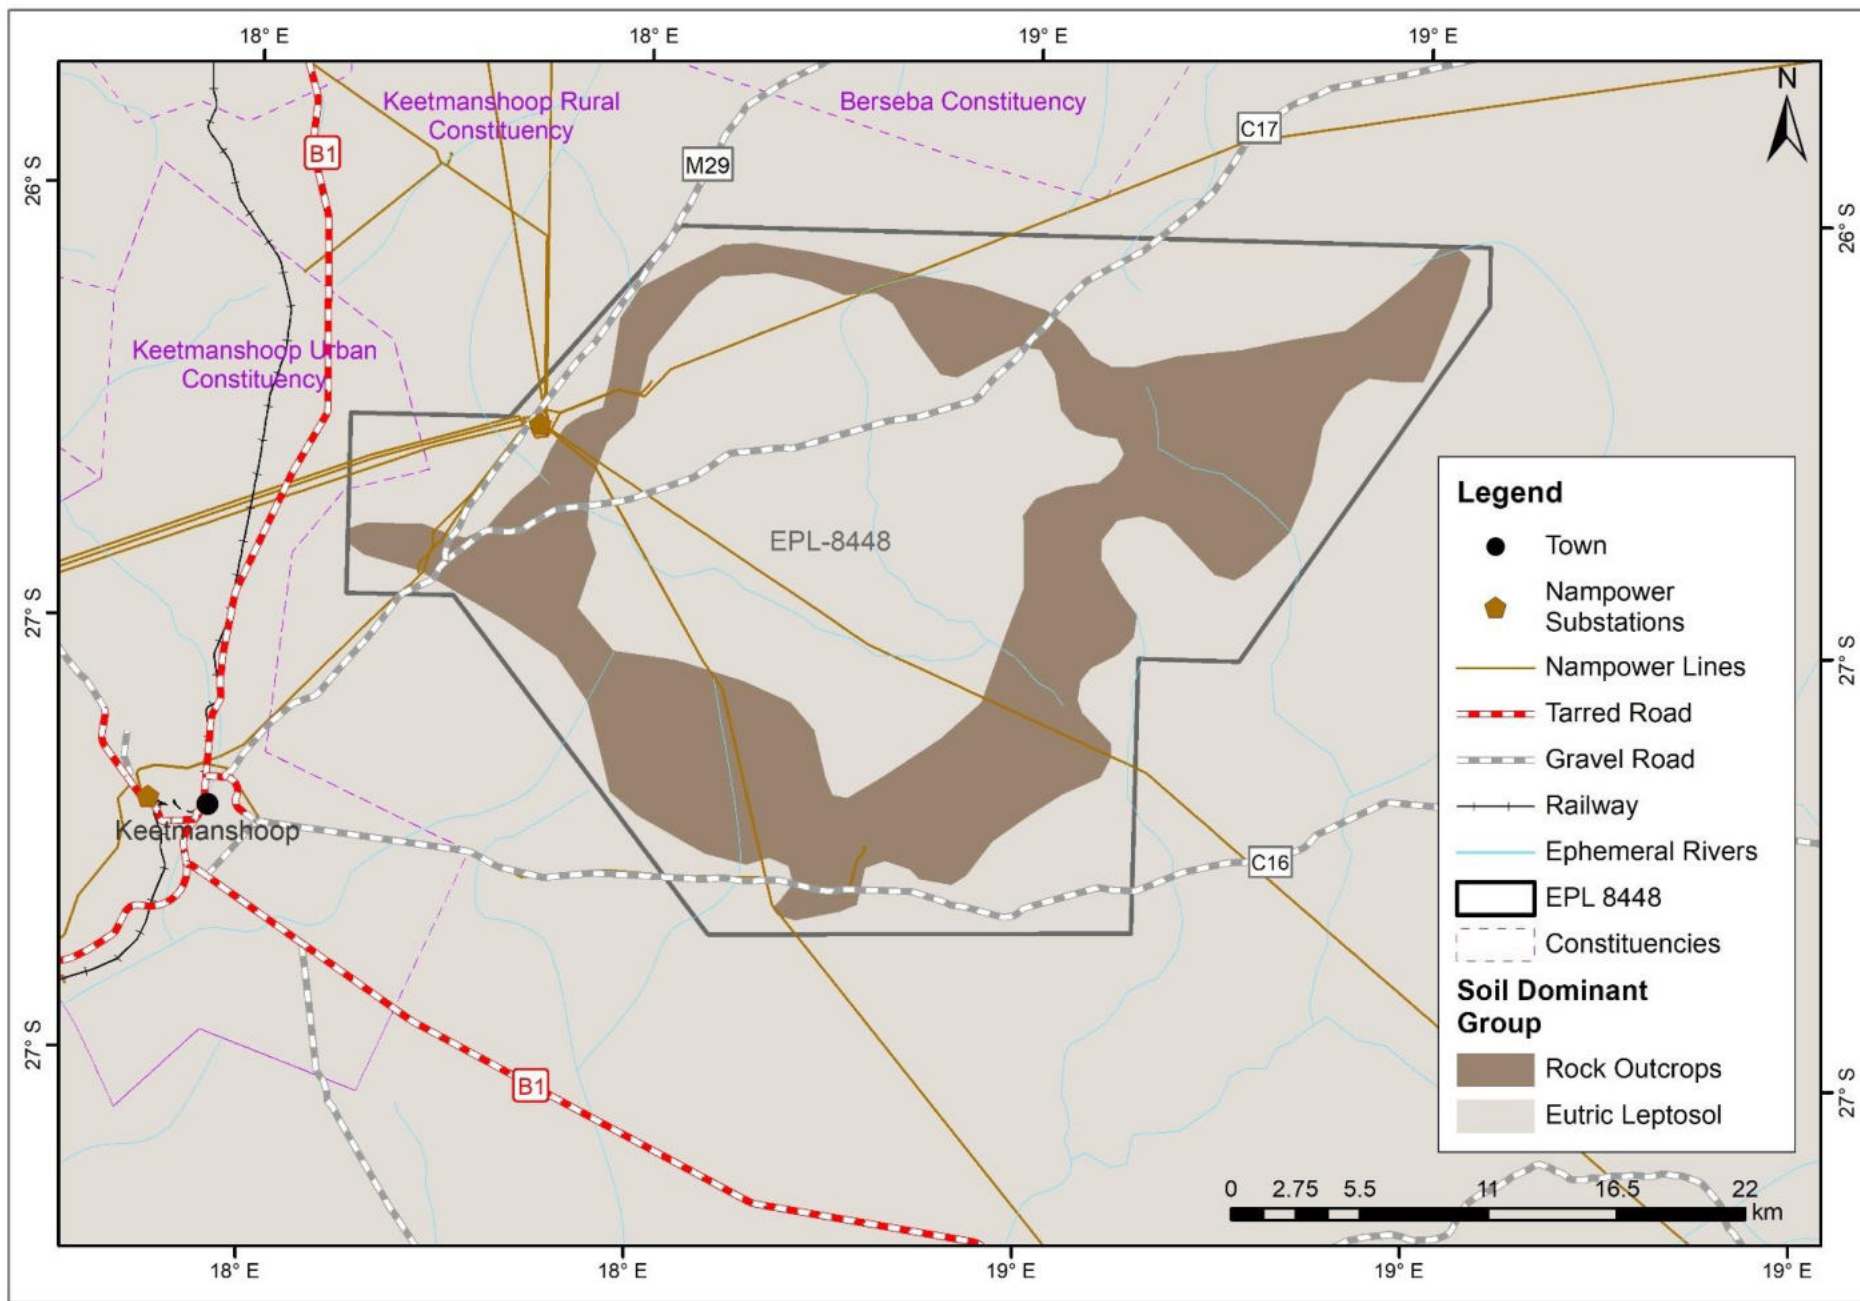 18° E
18° E
19° E
19° E
N
Keetmanshoop Rural
Constituency
Berseba Constituency
C17
B1
M29
26° S
26° S
Keetmanshoop Urban
Constituency
EPL-8448
27° S
27° S
Keetmanshoop
C16
B1
27° S
27° S
Legend
Town
Nampower
Substations
Nampower Lines
Tarred Road
Gravel Road
Railway
Ephemeral Rivers
EPL 8448
Constituencies
Soil Dominant
Group
Rock Outcrops
Eutric Leptosol
0 2.75 5.5 11 16.5 22
km
18° E
18° E
19° E
19° E
19° E